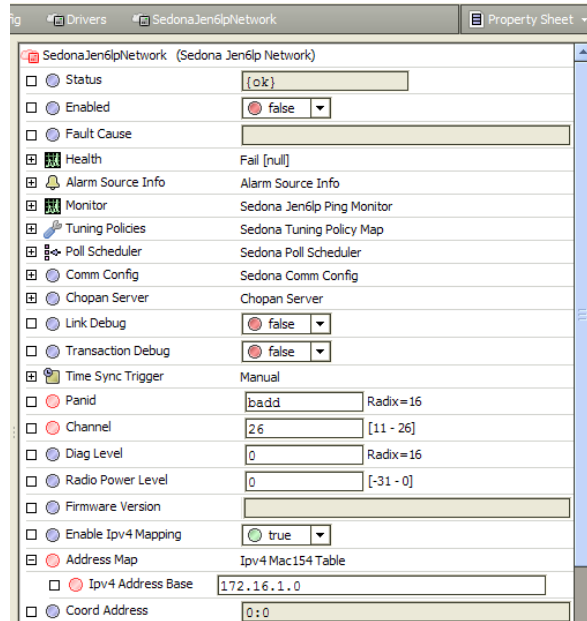 ig Drivers SedonaJen6lpNetwork Property Sheet
SedonaJen6lpNetwork (Sedona Jen6lp Network)
Status {ok}
Enabled false
Fault Cause
Health Fail [null]
Alarm Source Info Alarm Source Info
Monitor Sedona Jen6lp Ping Monitor
Tuning Policies Sedona Tuning Policy Map
Poll Scheduler Sedona Poll Scheduler
Comm Config Sedona Comm Config
Chopan Server Chopan Server
Link Debug false
Transaction Debug false
Time Sync Trigger Manual
Panid badd Radix=16
Channel 26 [11 - 26]
Diag Level 0 Radix=16
Radio Power Level 0 [-31 - 0]
Firmware Version
Enable Ipv4 Mapping true
Address Map Ipv4 Mac154 Table
Ipv4 Address Base 172.16.1.0
Coord Address 0:0